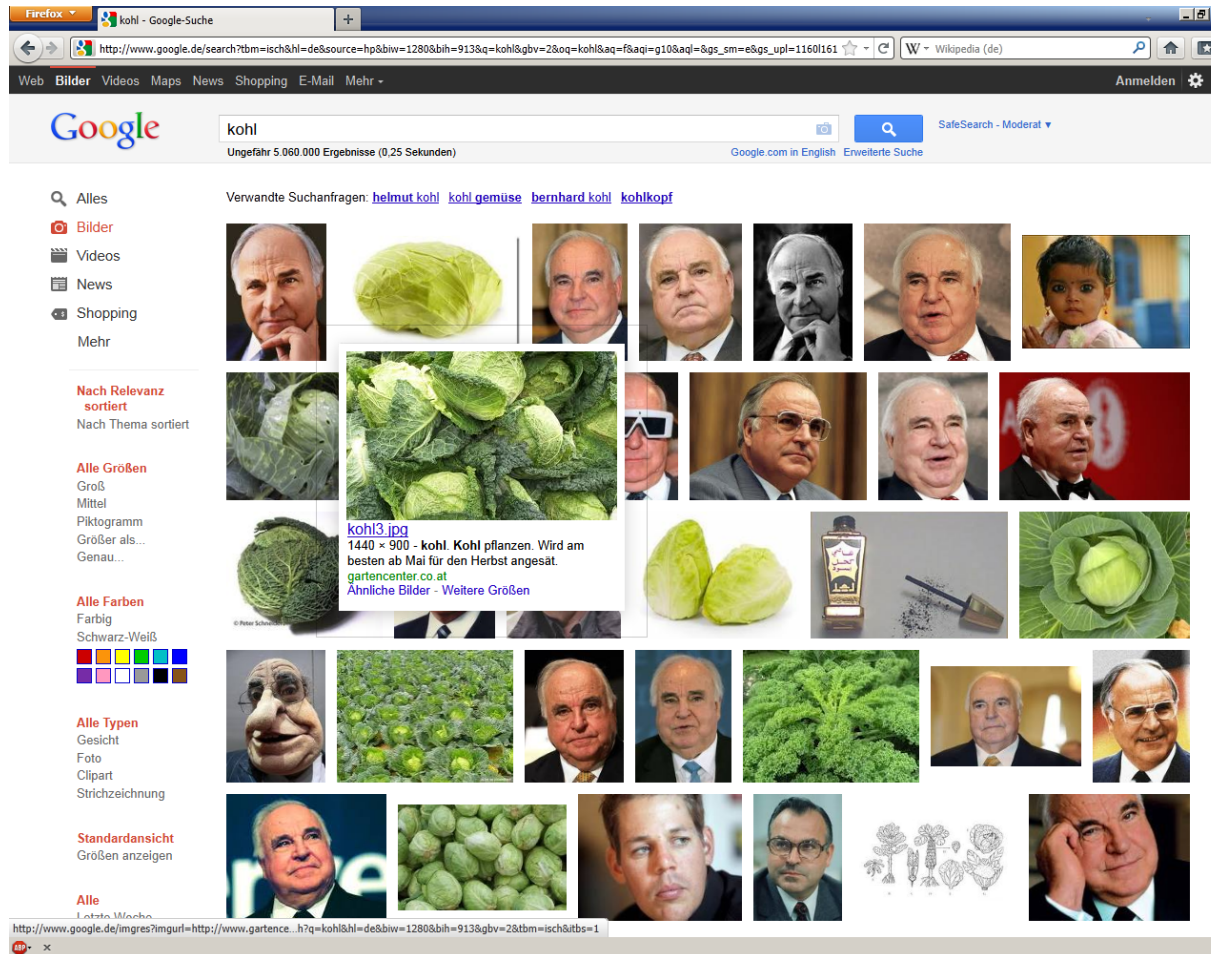 Firefox
kohl - Google-Suche
http://www.google.de/search?tbm=isch&hl=de&source=hp&biw=1280&bih=913&q=kohl&gbv=2&oq=kohl&aq=f&aqi=g10&aql=&gs_sm=e&gs_upl=1160l161
Wikipedia (de)
Web Bilder Videos Maps News Shopping E-Mail Mehr
Anmelden
Google
kohl
SafeSearch - Moderat
Ungefähr 5.060.000 Ergebnisse (0,25 Sekunden)
Google.com in English Erweiterte Suche
Alles
Bilder
Videos
News
Shopping
Mehr
Nach Relevanz
sortiert
Nach Thema sortiert
Alle Größen
Groß
Mittel
Piktogramm
Größer als...
Genau...
Alle Farben
Farbig
Schwarz-Weiß
Alle Typen
Gesicht
Foto
Clipart
Strichzeichnung
Standardansicht
Größen anzeigen
Alle
Letzte Woche
Verwandte Suchanfragen: helmut kohl kohl gemüse bernhard kohl kohlkopf
kohl3.jpg
1440 × 900 - kohl. Kohl pflanzen. Wird am
besten ab Mai für den Herbst angesät.
gartencenter.co.at
Ähnliche Bilder - Weitere Größen
© Peter Schneider
http://www.google.de/imgres?imgurl=http://www.gartence...h?q=kohl&hl=de&biw=1280&bih=913&gbv=2&tbm=isch&itbs=1
ABP